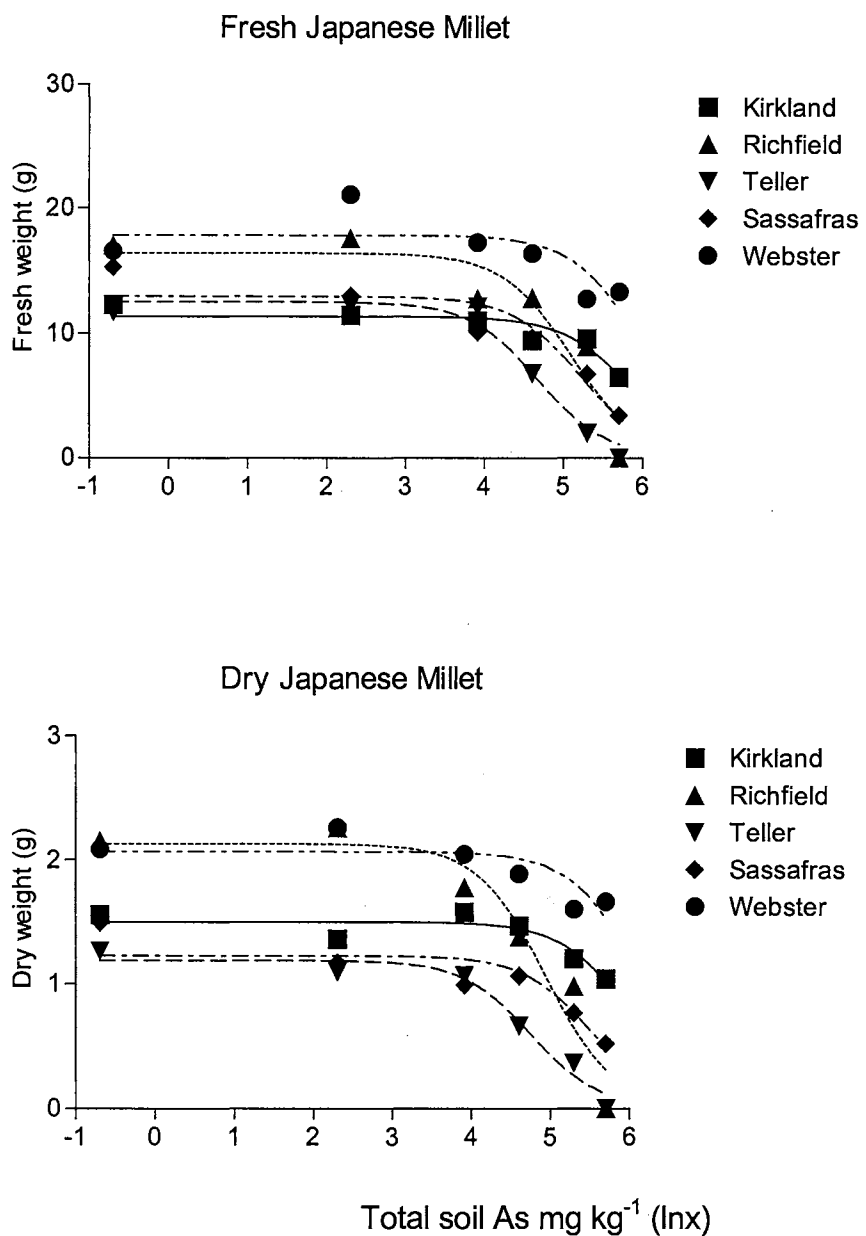 Fresh Japanese Millet
Fresh weight (g)
30
20
10
0
-1 0 1 2 3 4 5 6
Kirkland
Richfield
Teller
Sassafras
Webster
Dry Japanese Millet
Dry weight (g)
3
2
1
0
-1 0 1 2 3 4 5 6
Kirkland
Richfield
Teller
Sassafras
Webster
Total soil As mg kg⁻¹ (lnx)